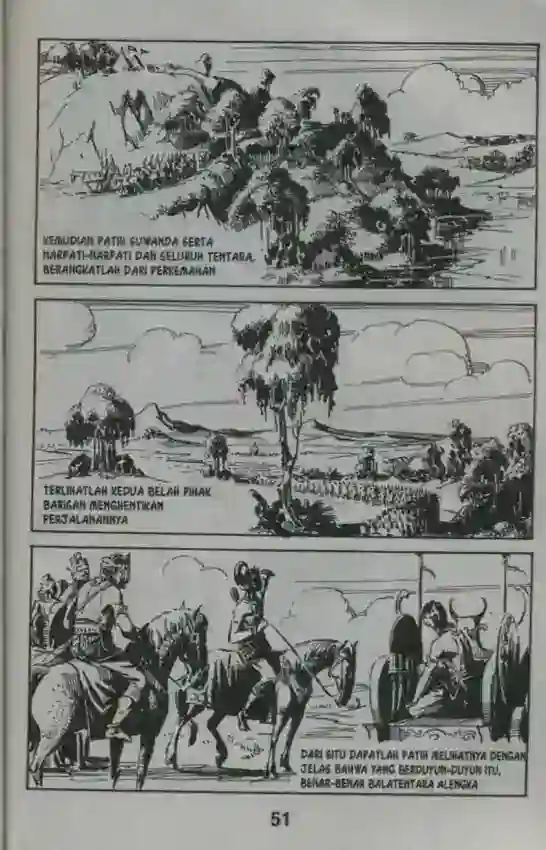 KEMUDIAN PATIH SUWANDA SERTA
NARPATI-NARPATI DAN SELURUH TENTARA,
BERANGKATLAH DARI PERKEMAHAN
TERLIHATLAH KEDUA BELAH PIHAK
BARISAN MENGHENTIKAN
PERJALANANNYA
DARI SITU DAPATLAH PATIH MELIHATNYA DENGAN
JELAS BAHWA YANG BERDUYUN-DUYUN ITU,
BENAR-BENAR BALATENTARA ALENGKA
51